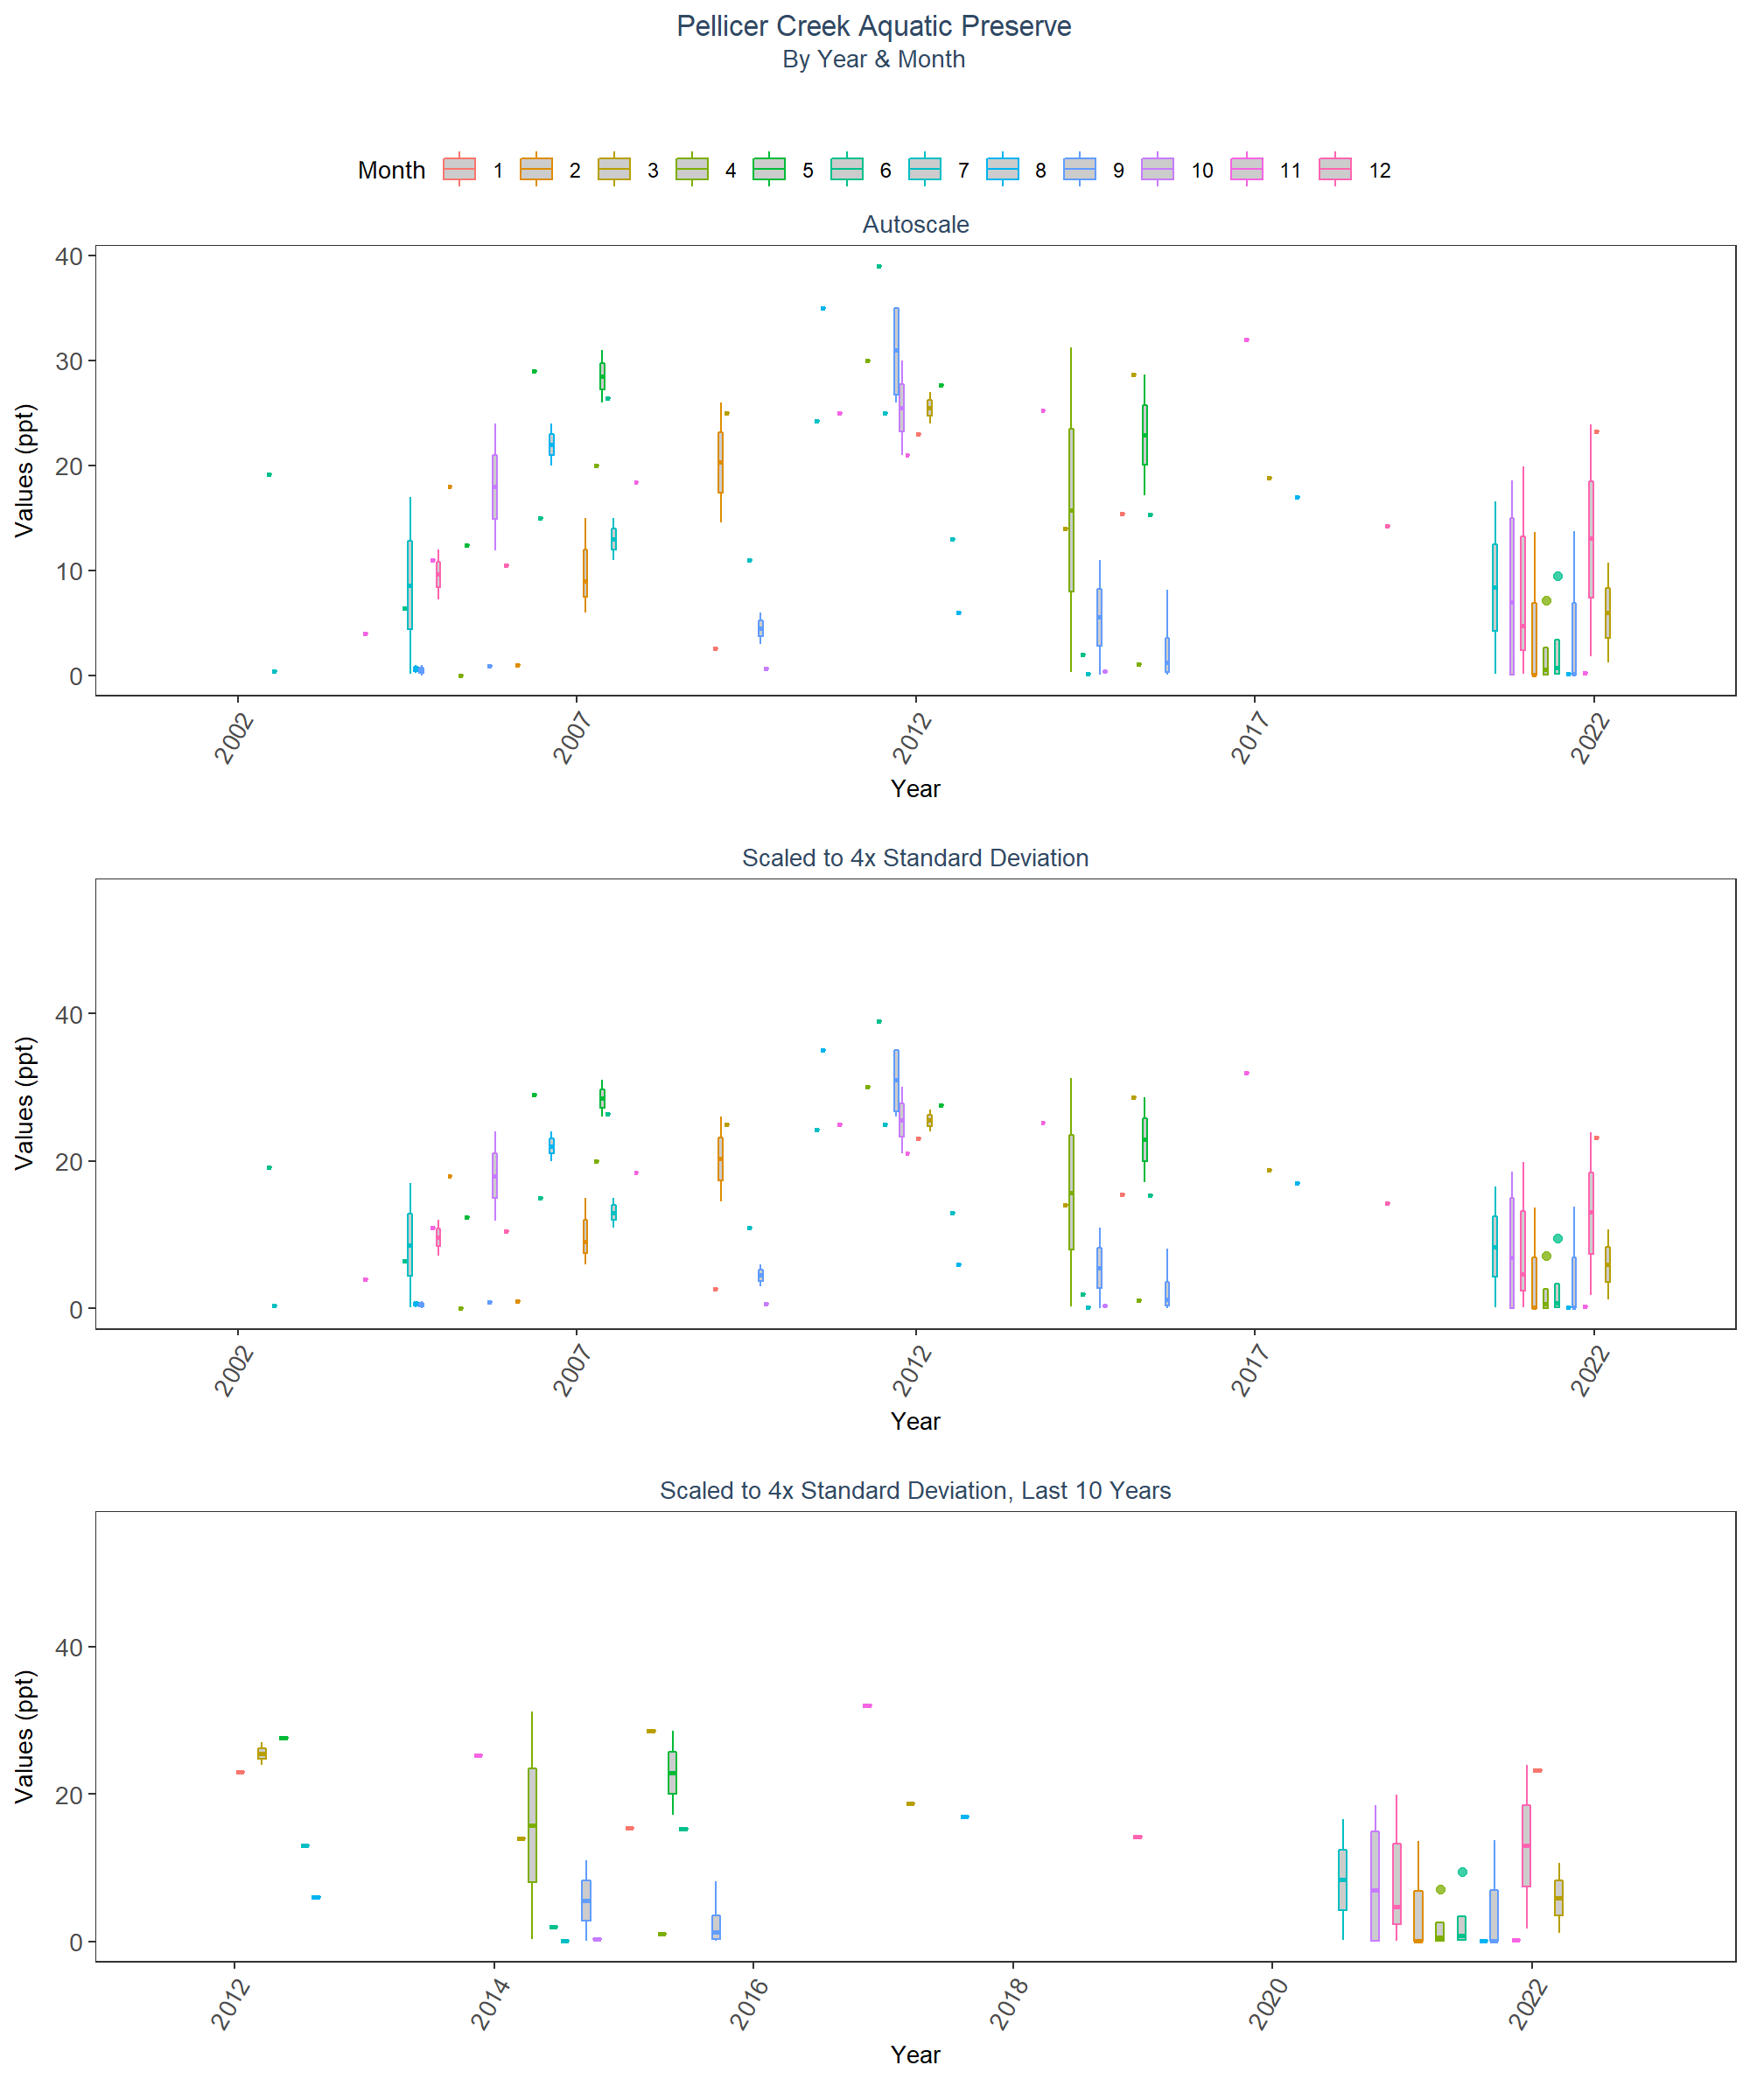 Pellicer Creek Aquatic Preserve
By Year & Month
Month 1 2 3 4 5 6 7 8 9 10 11 12
Autoscale
40
30
20
10
0
Values (ppt)
2002 2007 2012 2017 2022
Year
Scaled to 4x Standard Deviation
40
20
0
Values (ppt)
2002 2007 2012 2017 2022
Year
Scaled to 4x Standard Deviation, Last 10 Years
40
20
0
Values (ppt)
2012 2014 2016 2018 2020 2022
Year